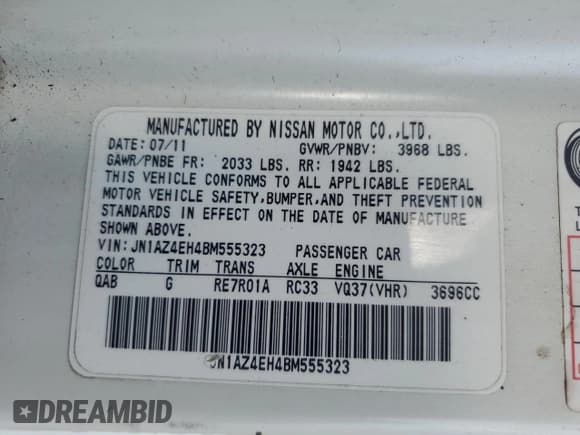 MANUFACTURED BY NISSAN MOTOR CO.,LTD.
DATE: 07/11 GVWR/PNBV: 3968 LBS.
GAWR/PNBE FR: 2033 LBS. RR: 1942 LBS.
THIS VEHICLE CONFORMS TO ALL APPLICABLE FEDERAL
MOTOR VEHICLE SAFETY,BUMPER,AND THEFT PREVENTION
STANDARDS IN EFFECT ON THE DATE OF MANUFACTURE
SHOWN ABOVE.
VIN: JN1AZ4EH4BM555323 PASSENGER CAR
COLOR TRIM TRANS AXLE ENGINE
QAB G RE7R01A RC33 VQ37(VHR) 3696CC
JN1AZ4EH4BM555323
DREAMBID